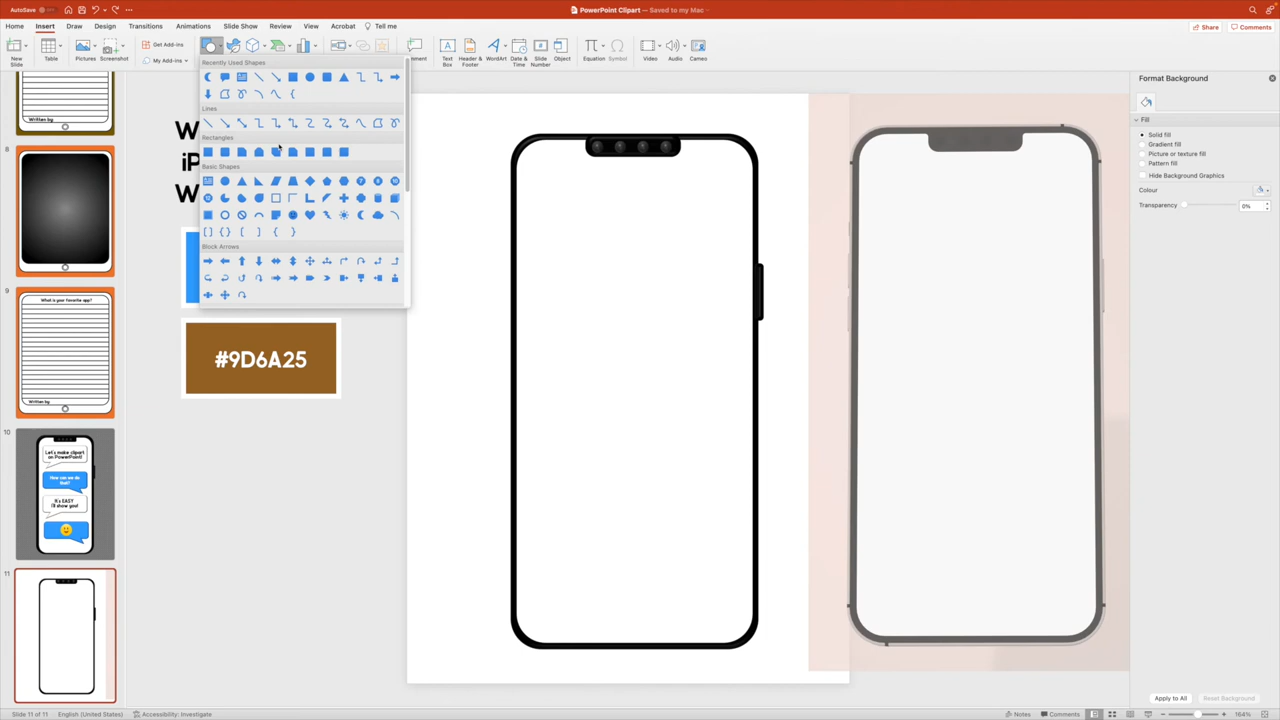 AutoSave
PowerPoint Clipart — Saved to my Mac
Home Insert Draw Design Transitions Animations Slide Show Review View Acrobat Tell me
Share Comments
New Slide
Table
Pictures
Screenshot
Get Add-ins
My Add-ins
Text Box
Header & Footer
WordArt
Date & Time
Slide Number
Object
Equation
Symbol
Video
Audio
Cameo
Recently Used Shapes
Lines
Rectangles
Basic Shapes
Block Arrows
Written by
8
9
What is your favorite app?
Written by
10
Let's make clipart on PowerPoint!
How can we do that?
It's EASY
I'll show you!
11
W
iP
W
#9D6A25
Format Background
Fill
Solid fill
Gradient fill
Picture or texture fill
Pattern fill
Hide Background Graphics
Colour
Transparency 0%
Apply to All Reset Background
Slide 11 of 11 English (United States) Accessibility: Investigate
Notes Comments 164%